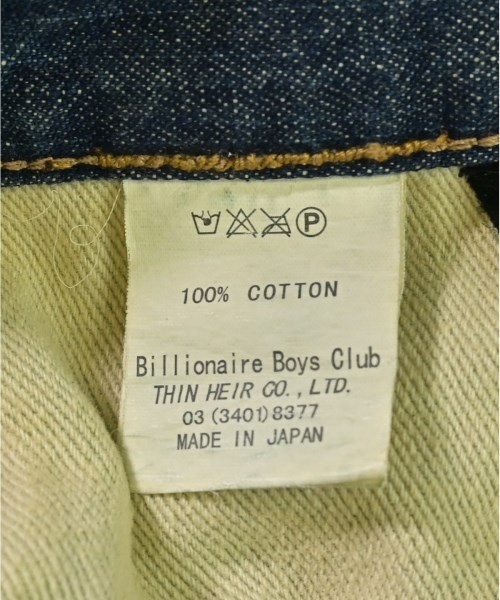 P
100% COTTON
Billionaire Boys Club
THIN HEIR CO., LTD.
03 (3401) 8377
MADE IN JAPAN